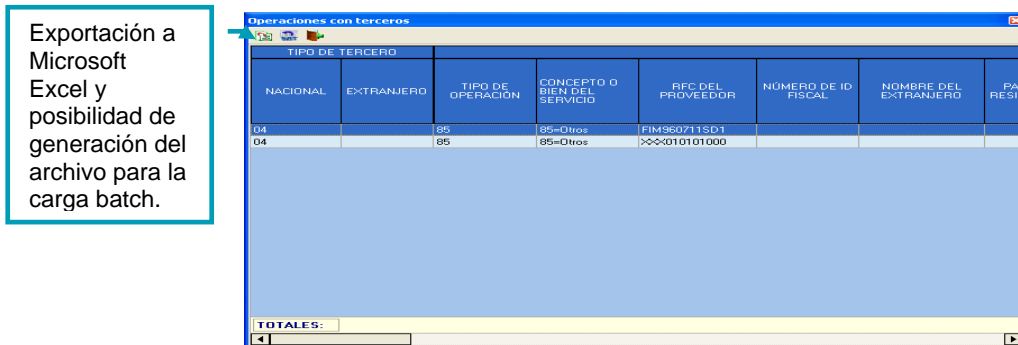 Exportación a
Microsoft
Excel y
posibilidad de
generación del
archivo para la
carga batch.
Operaciones con terceros
TIPO DE TERCERO
NACIONAL EXTRANJERO TIPO DE OPERACIÓN CONCEPTO O BIEN DEL SERVICIO RFC DEL PROVEEDOR NÚMERO DE ID FISCAL NOMBRE DEL EXTRANJERO PA RESI
04 85 85=Otros FIM960711SD1
04 85 85=Otros XXX010101000
TOTALES: